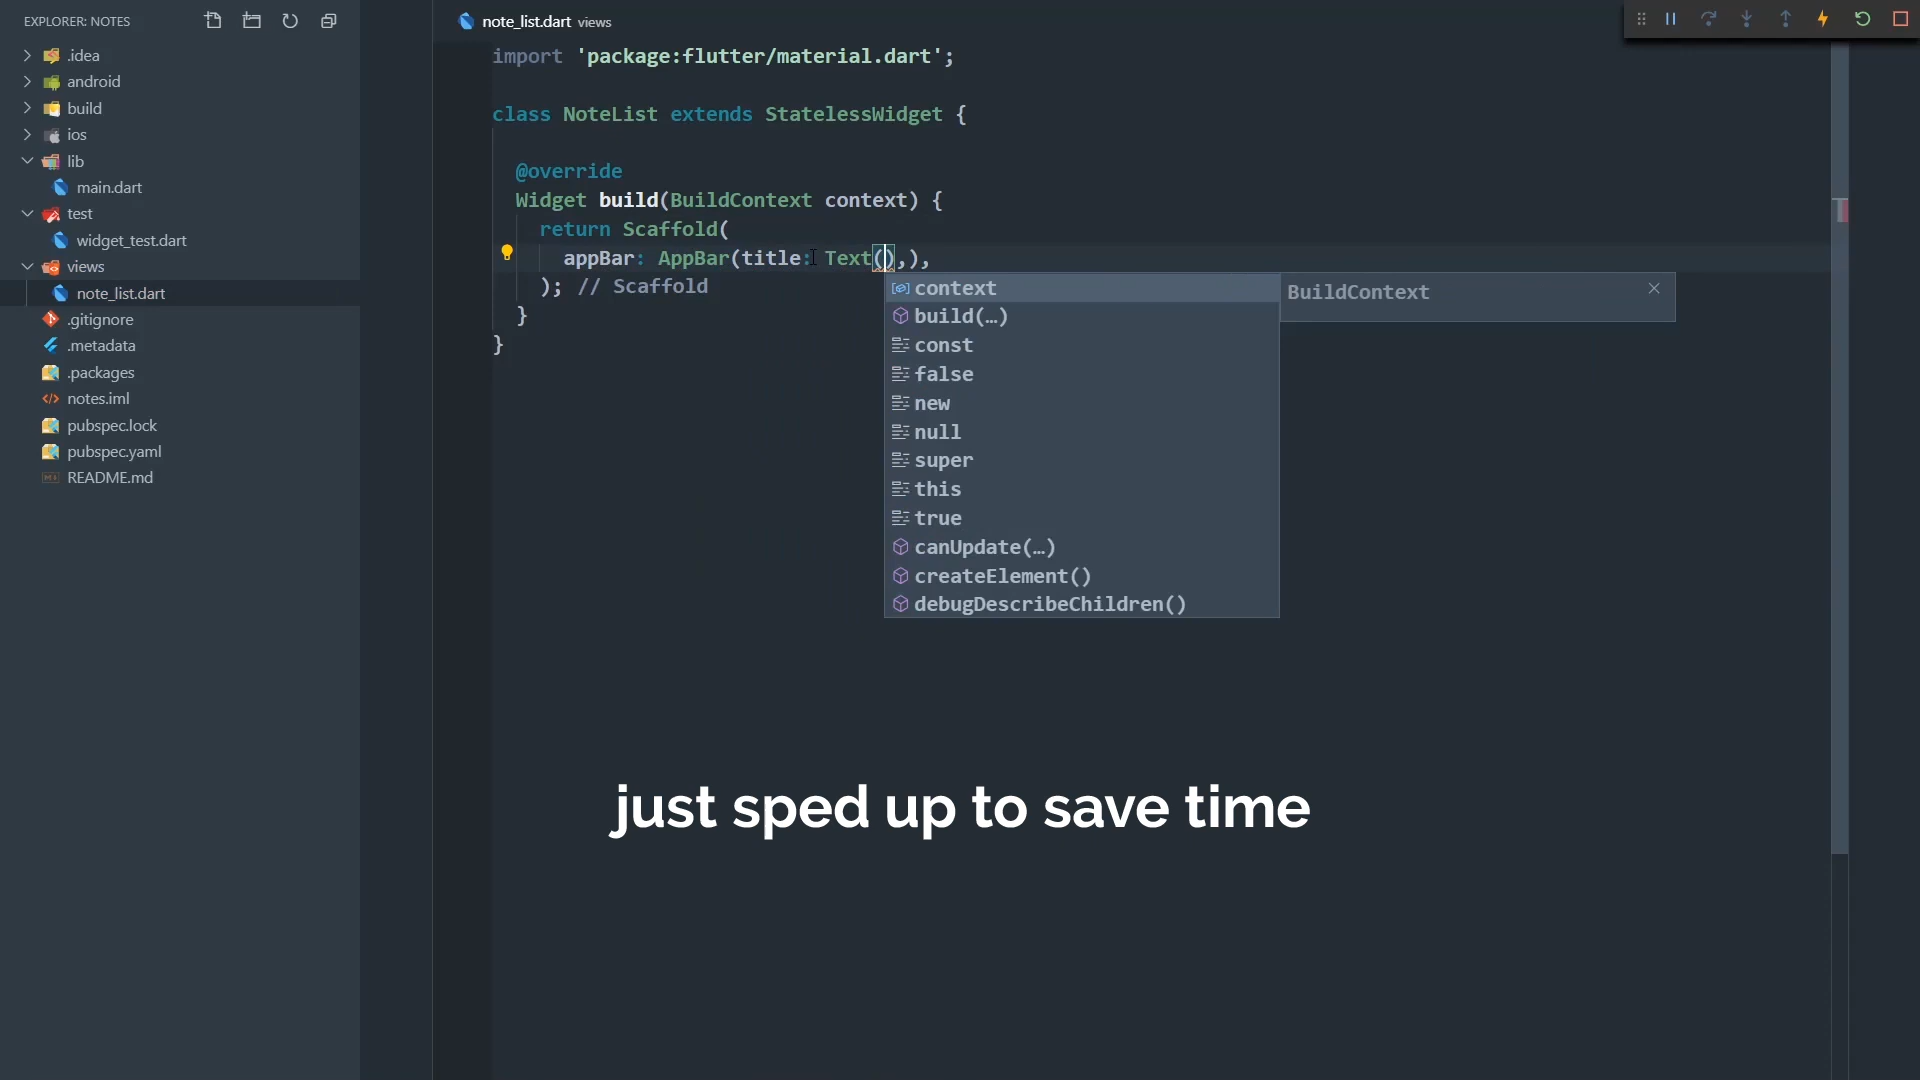 EXPLORER: NOTES
.idea
android
build
ios
lib
main.dart
test
widget_test.dart
views
note_list.dart
.gitignore
.metadata
.packages
notes.iml
pubspec.lock
pubspec.yaml
README.md
note_list.dart views
import 'package:flutter/material.dart';
class NoteList extends StatelessWidget {
@override
Widget build(BuildContext context) {
return Scaffold(
appBar: AppBar(title: Text(),),
); // Scaffold
}
}
context
build(…)
const
false
new
null
super
this
true
canUpdate(…)
createElement()
debugDescribeChildren()
BuildContext
just sped up to save time